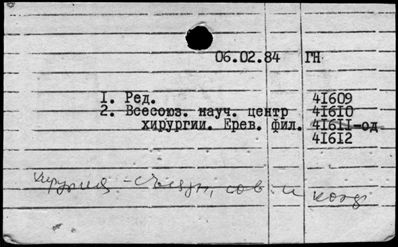 06.02.84 ГН
1. Ред. 41609
2. Всесоюз. науч. центр 41610
хирургии. Ерев. фил. 41611-од
41612
Хирургия - съезды, сов. и